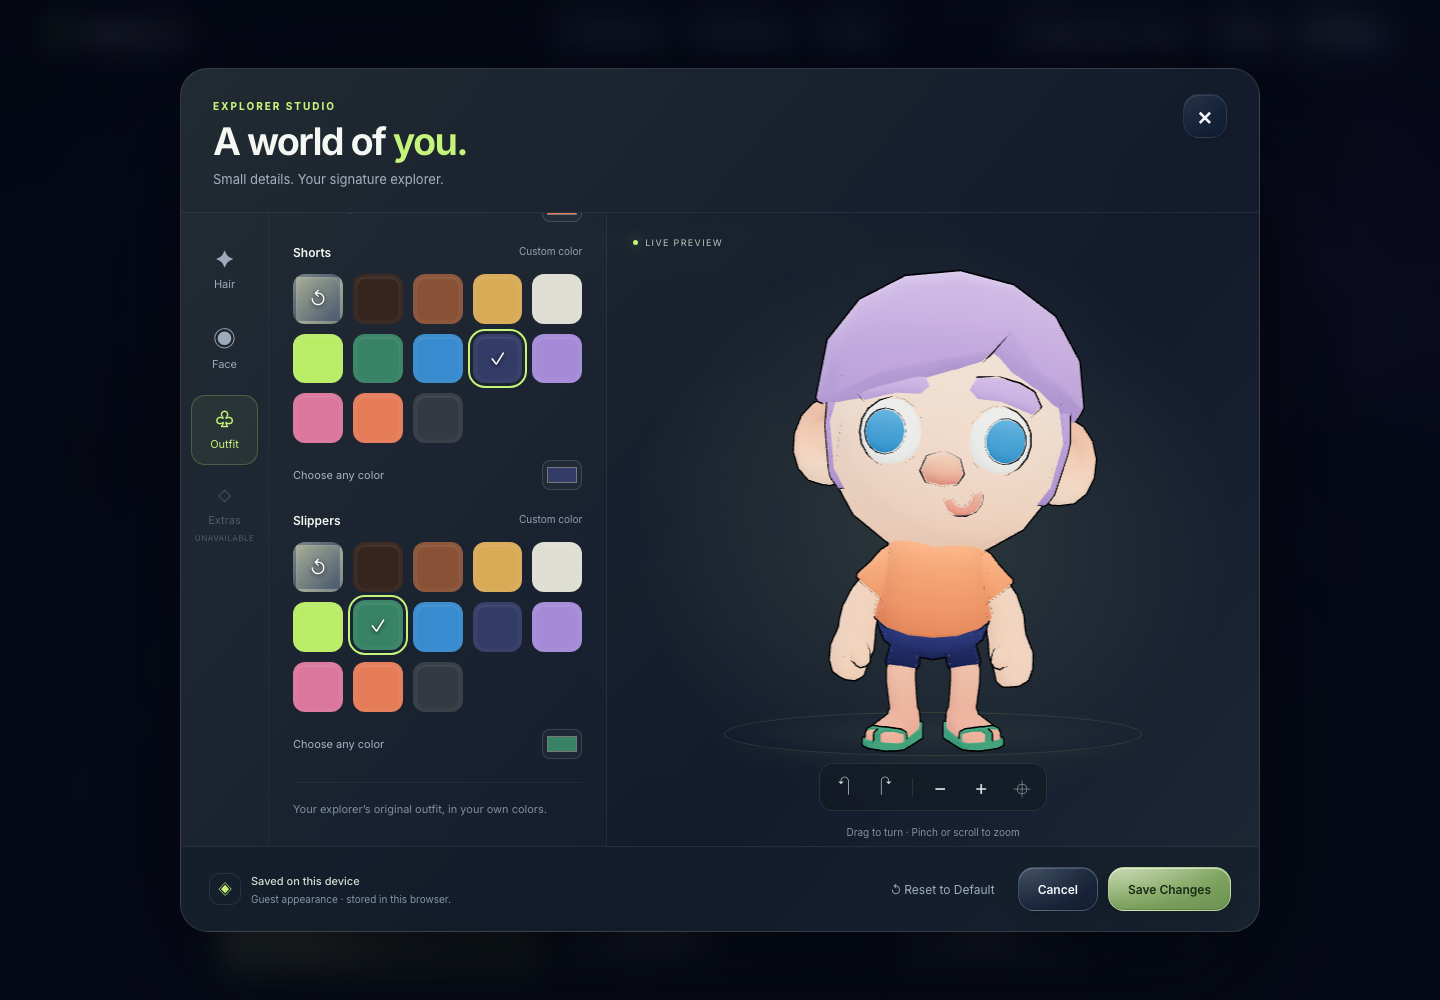 EXPLORER STUDIO
A world of you.
Small details. Your signature explorer.
Hair
Face
Outfit
Extras
UNAVAILABLE
Shorts
Custom color
Choose any color
Slippers
Custom color
Choose any color
Your explorer’s original outfit, in your own colors.
LIVE PREVIEW
Drag to turn · Pinch or scroll to zoom
Saved on this device
Guest appearance · stored in this browser.
Reset to Default
Cancel
Save Changes